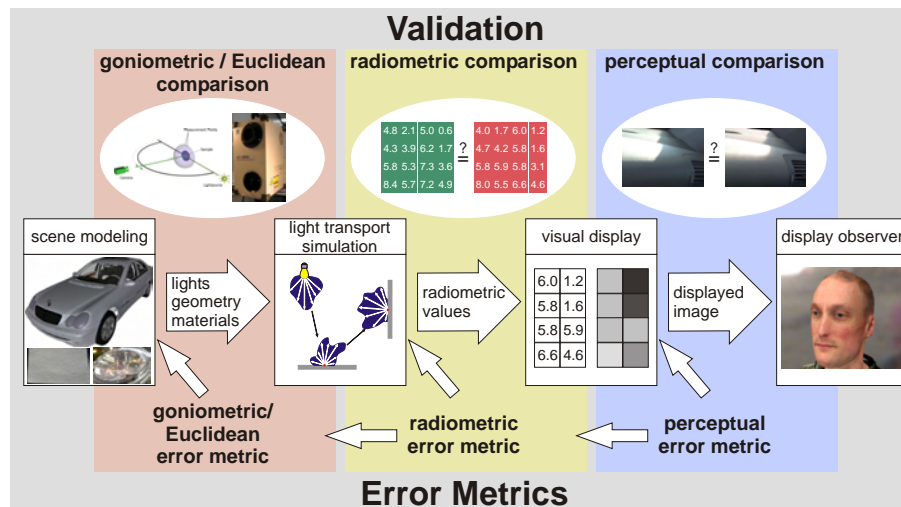 Validation
goniometric / Euclidean
comparison
radiometric comparison
perceptual comparison
Measurement Points
Sample
Camera
Lightsource
4.8 2.1 5.0 0.6
4.3 3.9 6.2 1.7
5.8 5.3 7.3 3.6
8.4 5.7 7.2 4.9
?
=
4.0 1.7 6.0 1.2
4.7 4.2 5.8 1.6
5.8 5.9 5.8 3.1
8.0 5.5 6.6 4.6
?
=
scene modeling
lights
geometry
materials
light transport
simulation
radiometric
values
visual display
6.0 1.2
5.8 1.6
5.8 5.9
6.6 4.6
displayed
image
display observer
goniometric/
Euclidean
error metric
radiometric
error metric
perceptual
error metric
Error Metrics